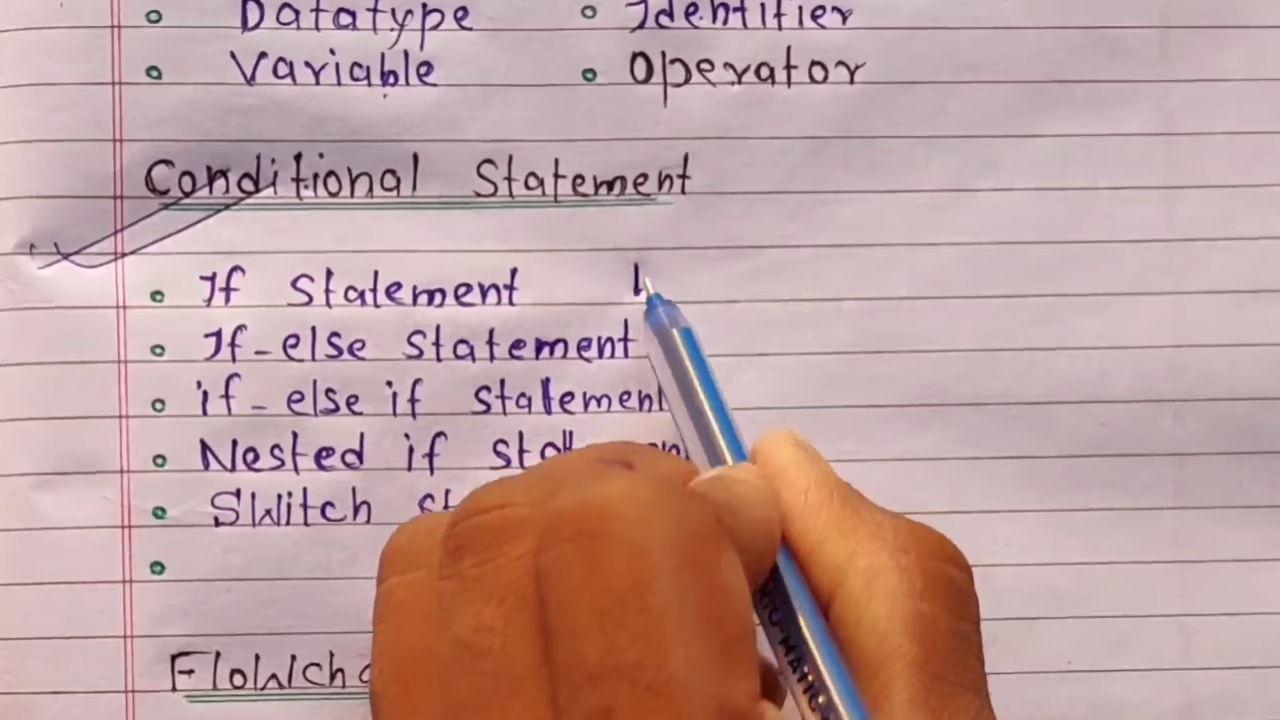 Datatype Identifier
Variable Operator
Conditional Statement
If Statement
If-else statement
if-else if statement
Nested if
Switch